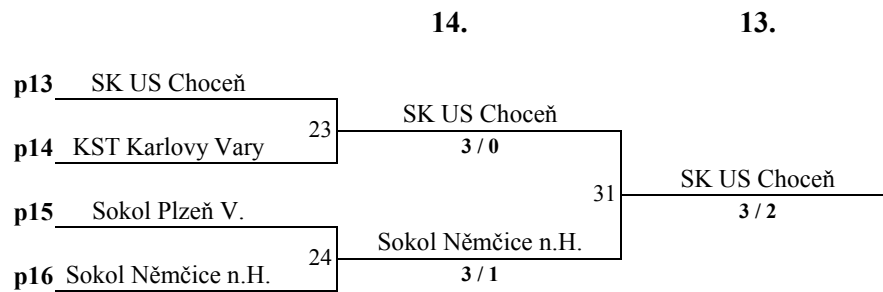 14. 13.
p13 SK US Choceň
23 SK US Choceň
p14 KST Karlovy Vary 3 / 0
31 SK US Choceň
p15 Sokol Plzeň V. 3 / 2
24 Sokol Němčice n.H.
p16 Sokol Němčice n.H. 3 / 1